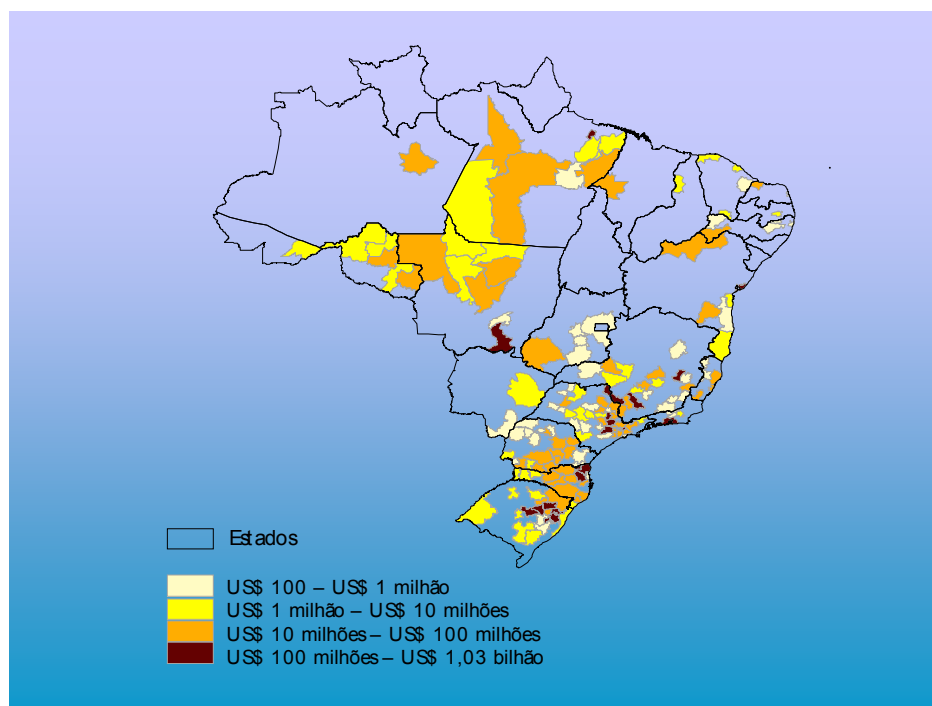 Estados
US$ 100 – US$ 1 milhão
US$ 1 milhão – US$ 10 milhões
US$ 10 milhões – US$ 100 milhões
US$ 100 milhões – US$ 1,03 bilhão